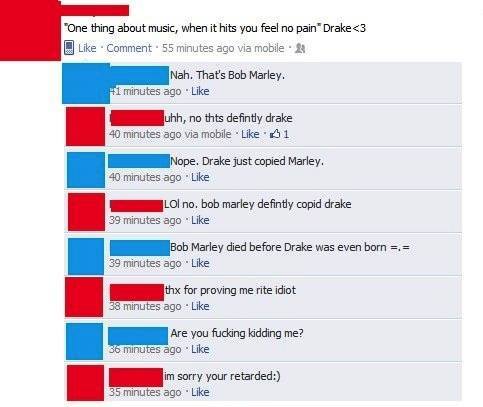 "One thing about music, when it hits you feel no pain" Drake<3
Like · Comment · 55 minutes ago via mobile ·
Nah. That's Bob Marley.
41 minutes ago · Like
uhh, no thts defintly drake
40 minutes ago via mobile · Like · 1
Nope. Drake just copied Marley.
40 minutes ago · Like
LOl no. bob marley defintly copid drake
39 minutes ago · Like
Bob Marley died before Drake was even born =.=
39 minutes ago · Like
thx for proving me rite idiot
38 minutes ago · Like
Are you fucking kidding me?
36 minutes ago · Like
im sorry your retarded:)
35 minutes ago · Like